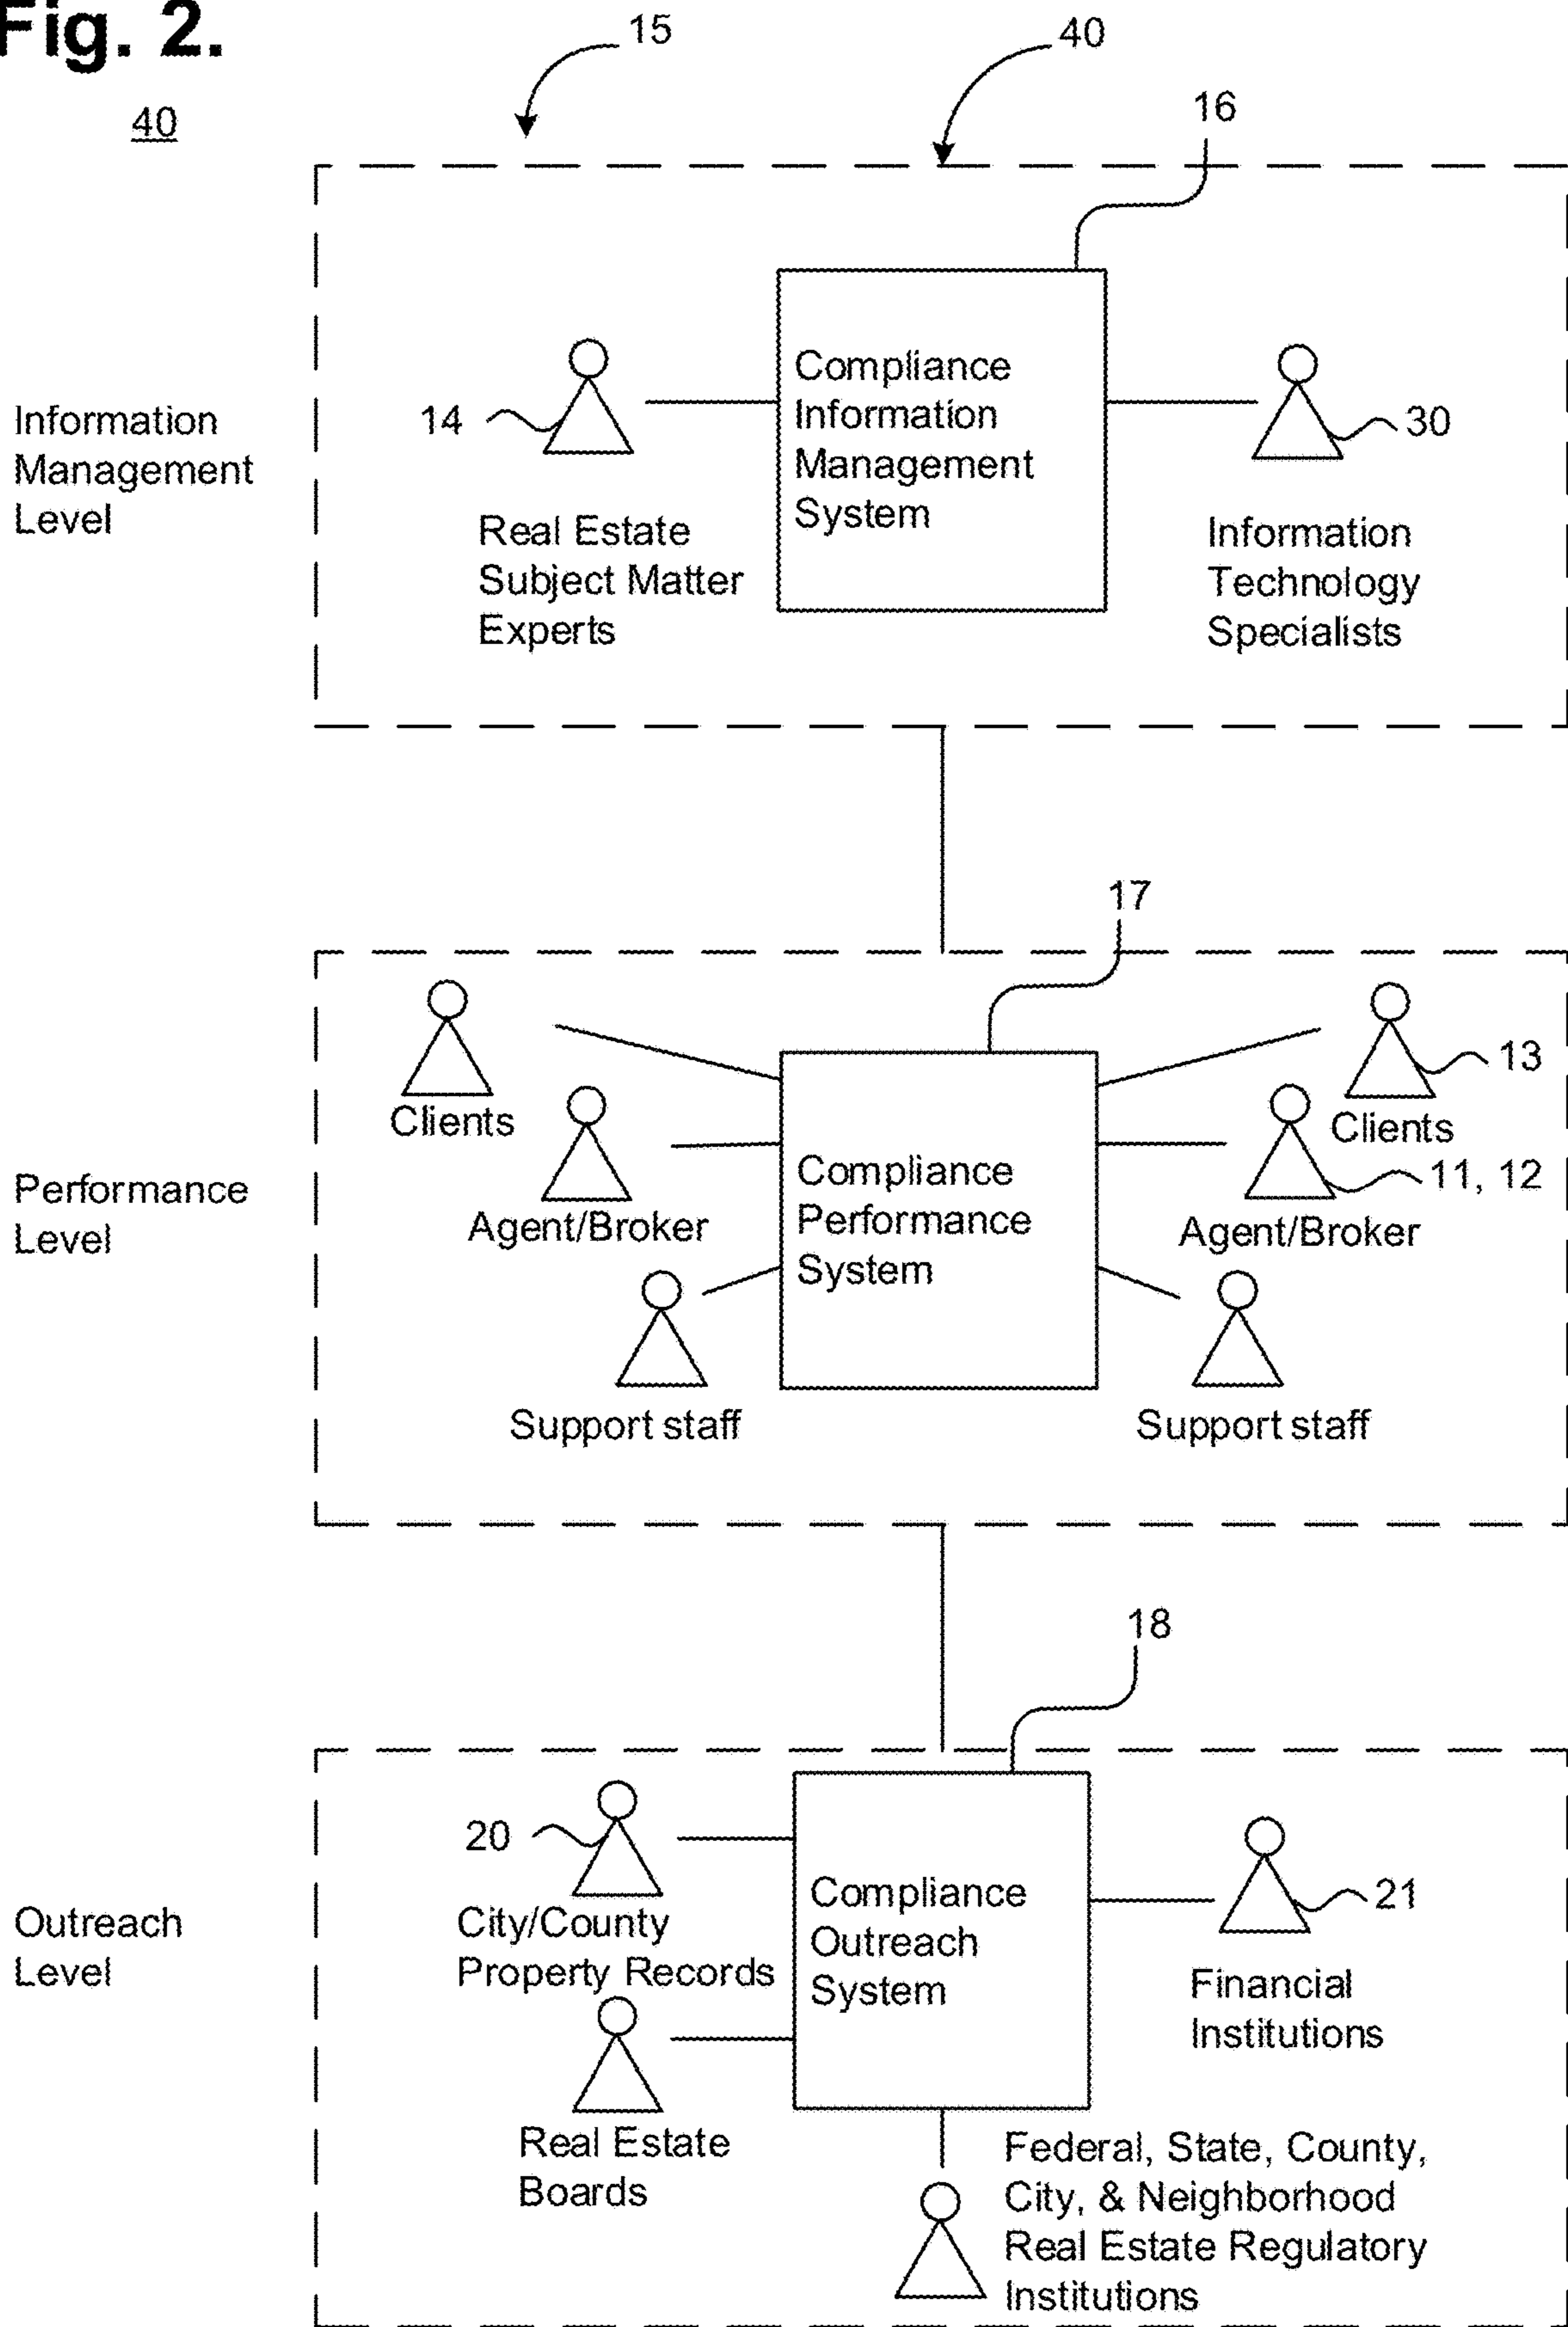 Fig. 2.
15
40
40
16
Information
Management
Level
14
Real Estate
Subject Matter
Experts
Compliance
Information
Management
System
30
Information
Technology
Specialists
17
Performance
Level
Clients
Agent/Broker
Support staff
Compliance
Performance
System
13
Clients
11, 12
Agent/Broker
Support staff
18
Outreach
Level
20
City/County
Property Records
Real Estate
Boards
Compliance
Outreach
System
21
Financial
Institutions
Federal, State, County,
City, & Neighborhood
Real Estate Regulatory
Institutions